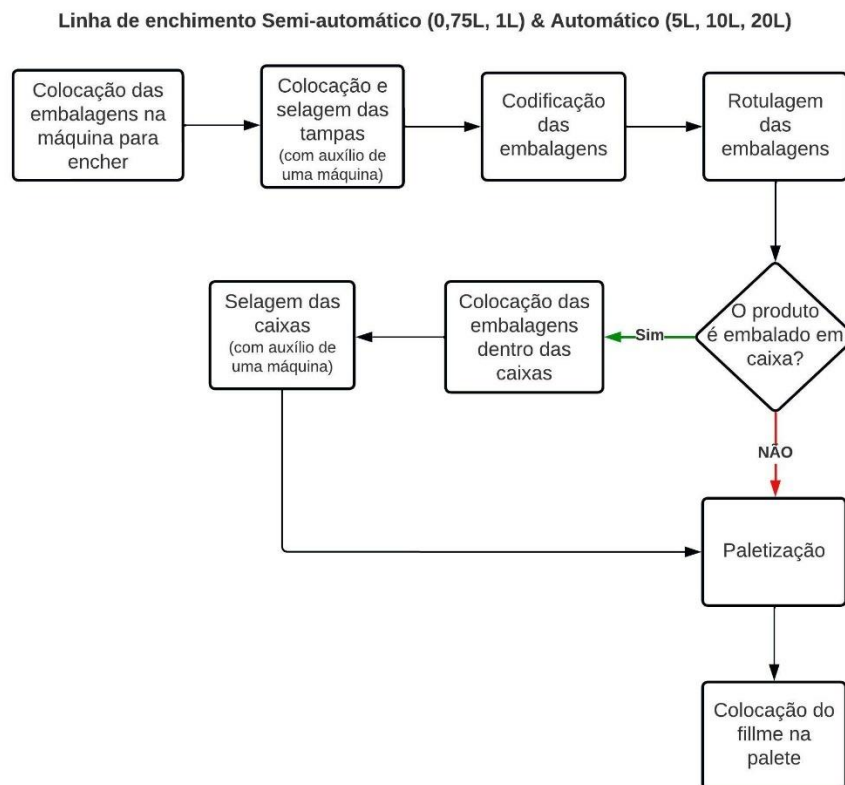 Linha de enchimento Semi-automático (0,75L, 1L) & Automático (5L, 10L, 20L)
Colocação das
embalagens na
máquina para
encher
Colocação e
selagem das
tampas
(com auxílio de
uma máquina)
Codificação
das
embalagens
Rotulagem
das
embalagens
O produto
é embalado em
caixa?
Sim
Colocação das
embalagens
dentro das
caixas
Selagem das
caixas
(com auxílio de
uma máquina)
NÃO
Paletização
Colocação do
fillme na
palete